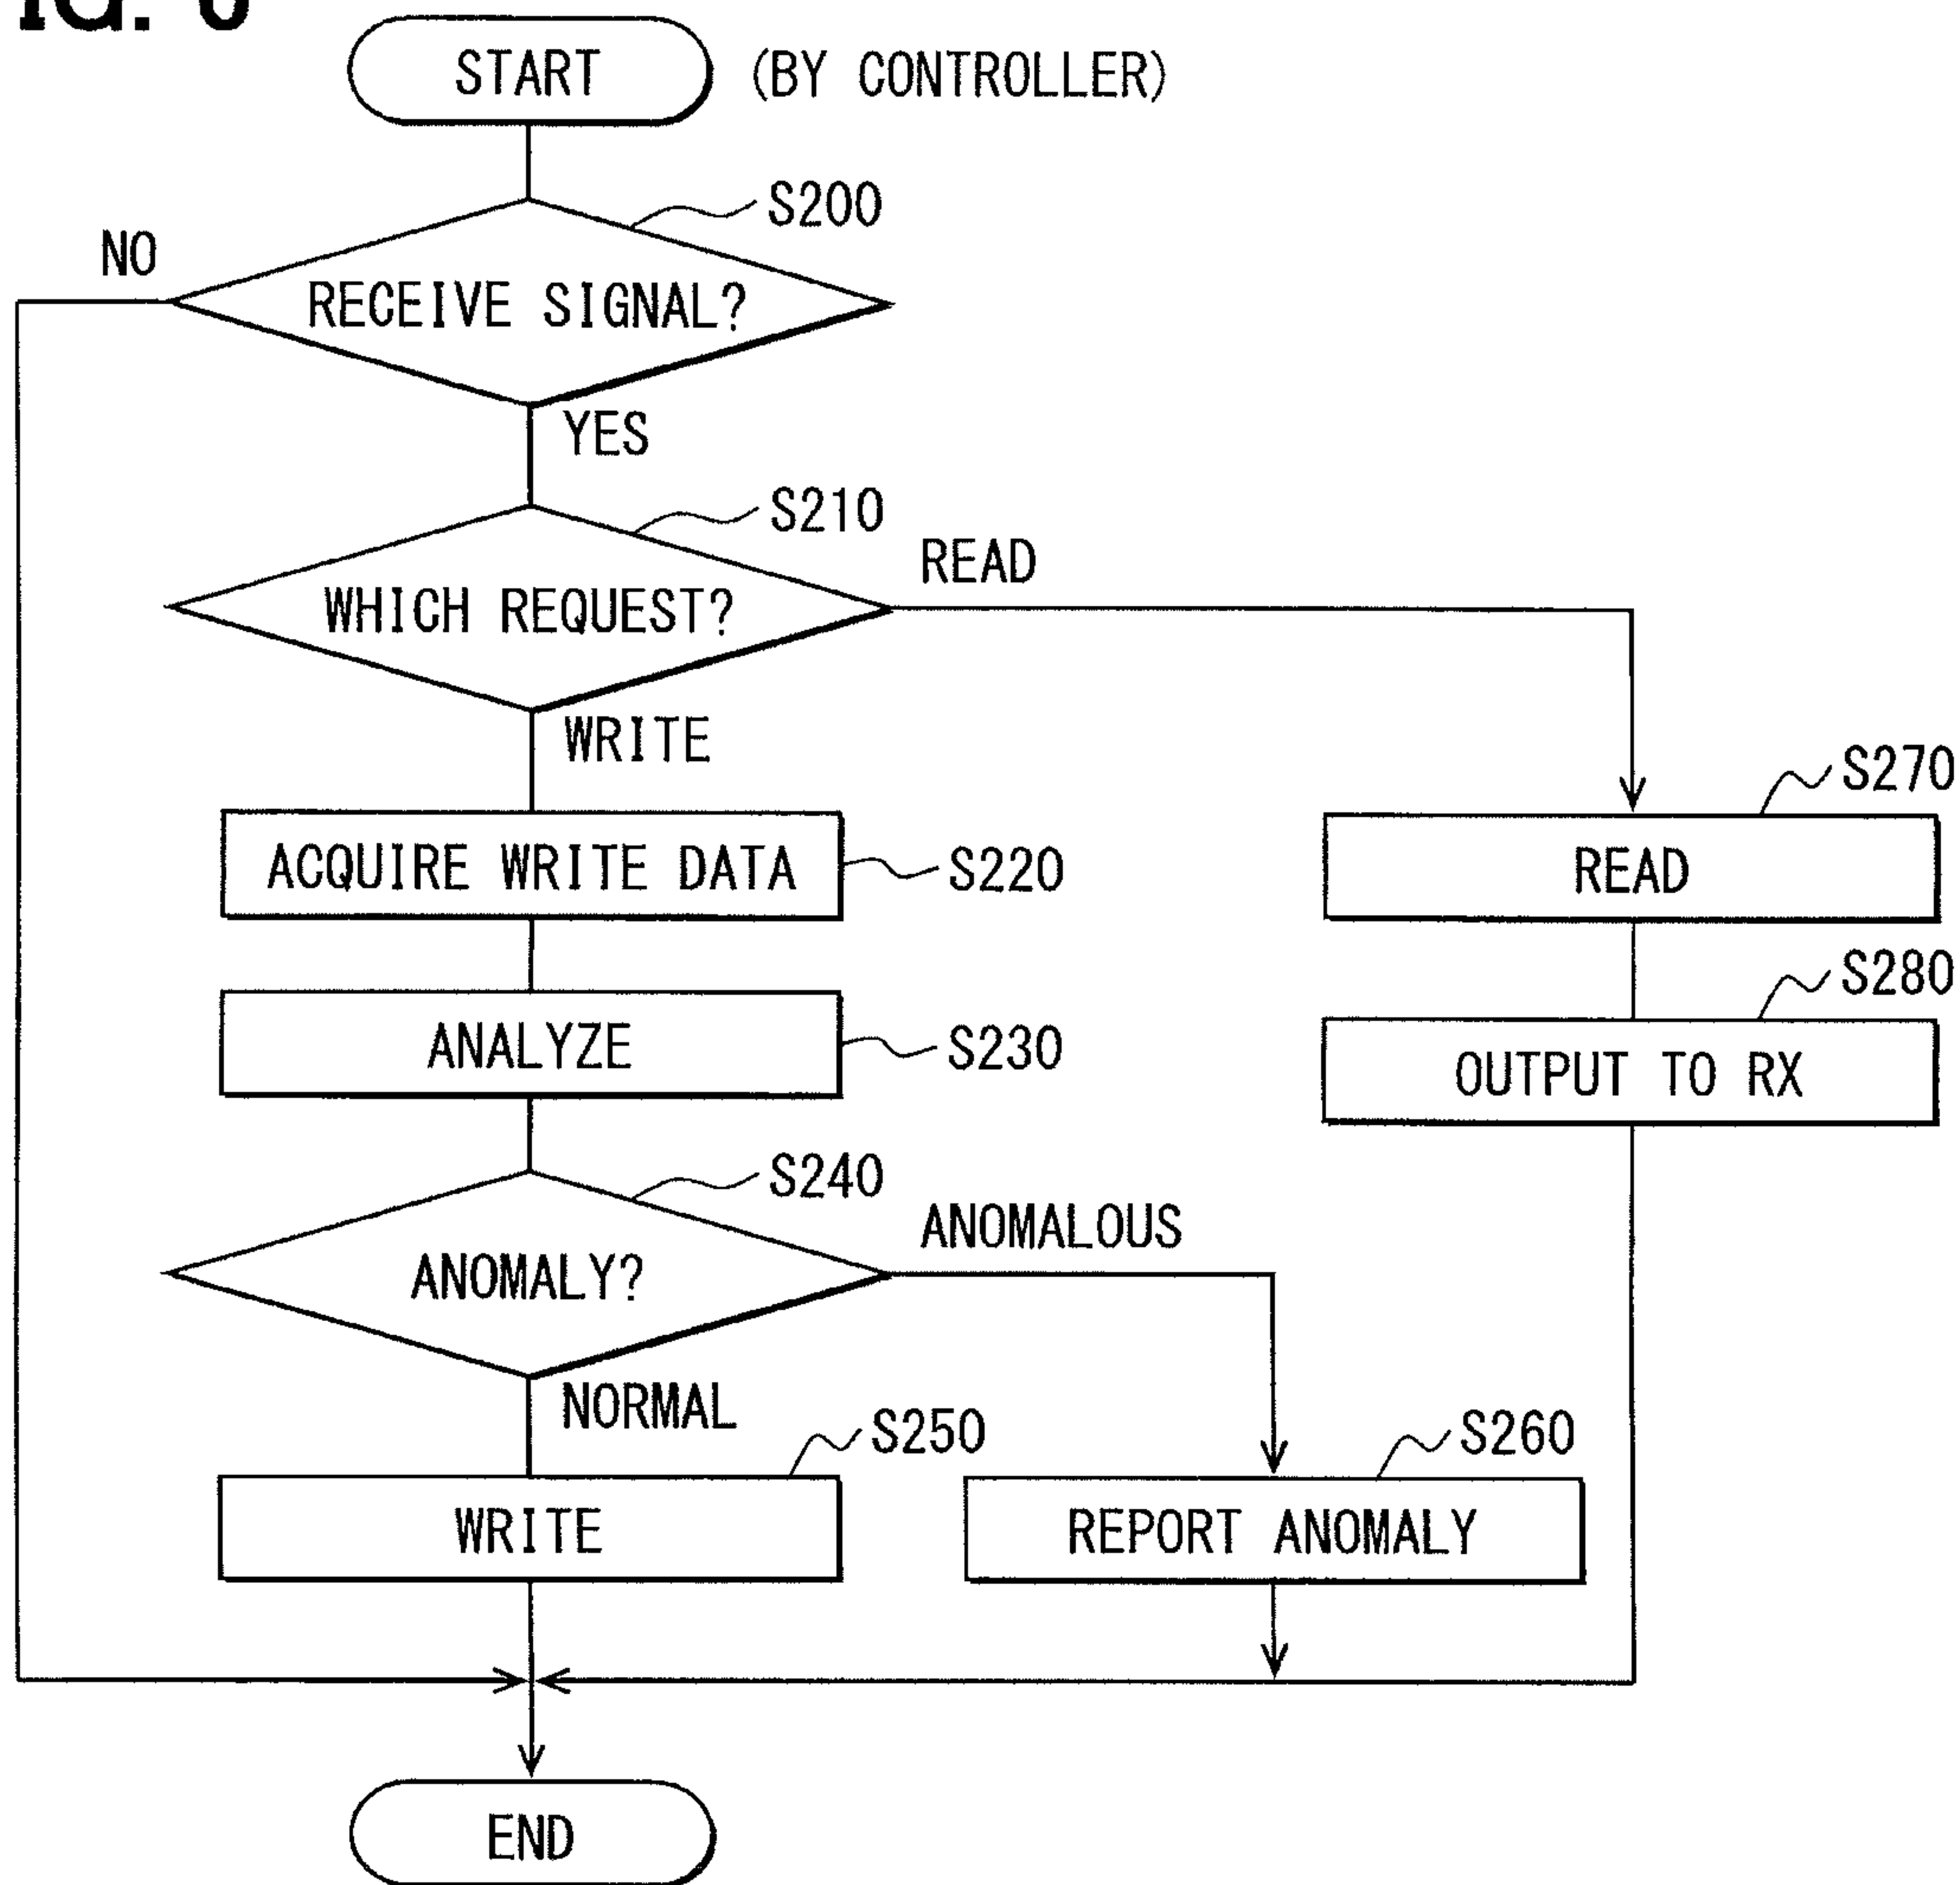 START (BY CONTROLLER)
S200
NO
RECEIVE SIGNAL?
YES
S210
READ
WHICH REQUEST?
WRITE
S270
ACQUIRE WRITE DATA
S220
READ
S280
ANALYZE
S230
OUTPUT TO RX
S240
ANOMALOUS
ANOMALY?
NORMAL
S250
S260
WRITE
REPORT ANOMALY
END